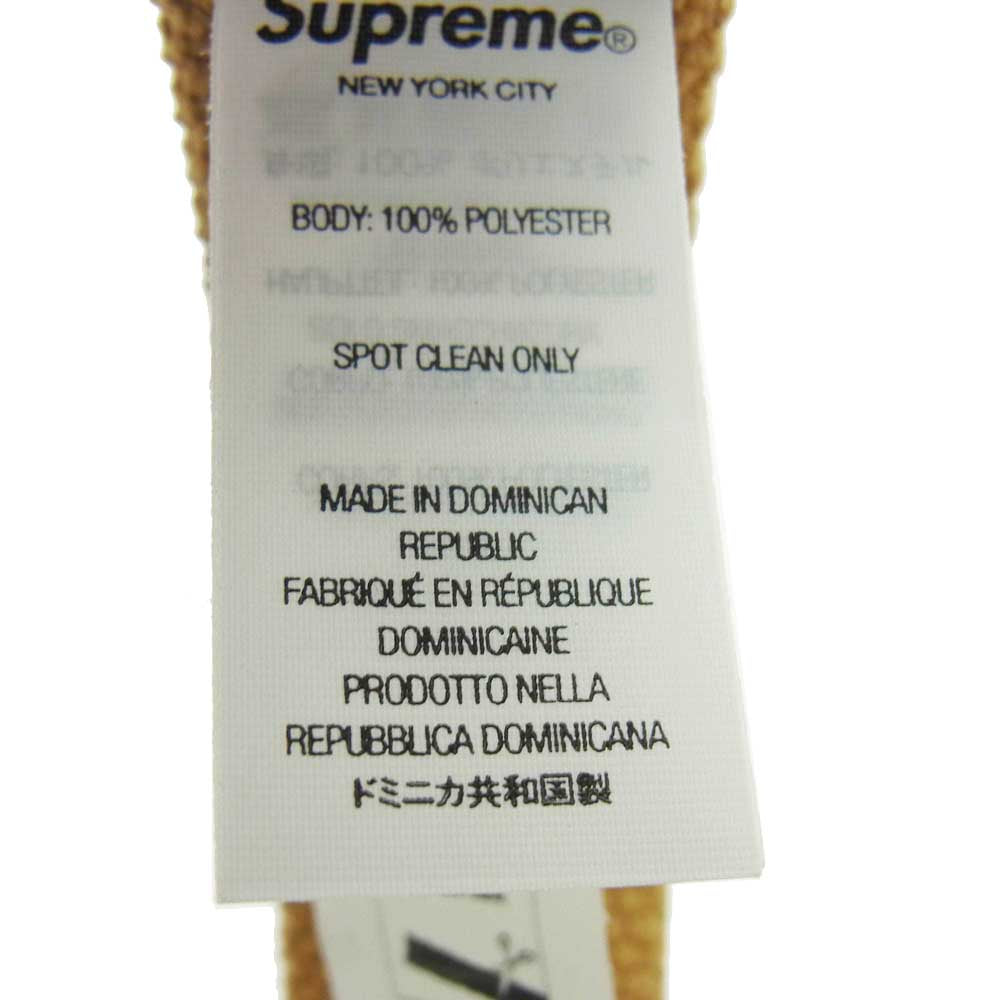 Supreme®
NEW YORK CITY
BODY: 100% POLYESTER
SPOT CLEAN ONLY
MADE IN DOMINICAN
REPUBLIC
FABRIQUÉ EN RÉPUBLIQUE
DOMINICAINE
PRODOTTO NELLA
REPUBBLICA DOMINICANA
ドミニカ共和国製